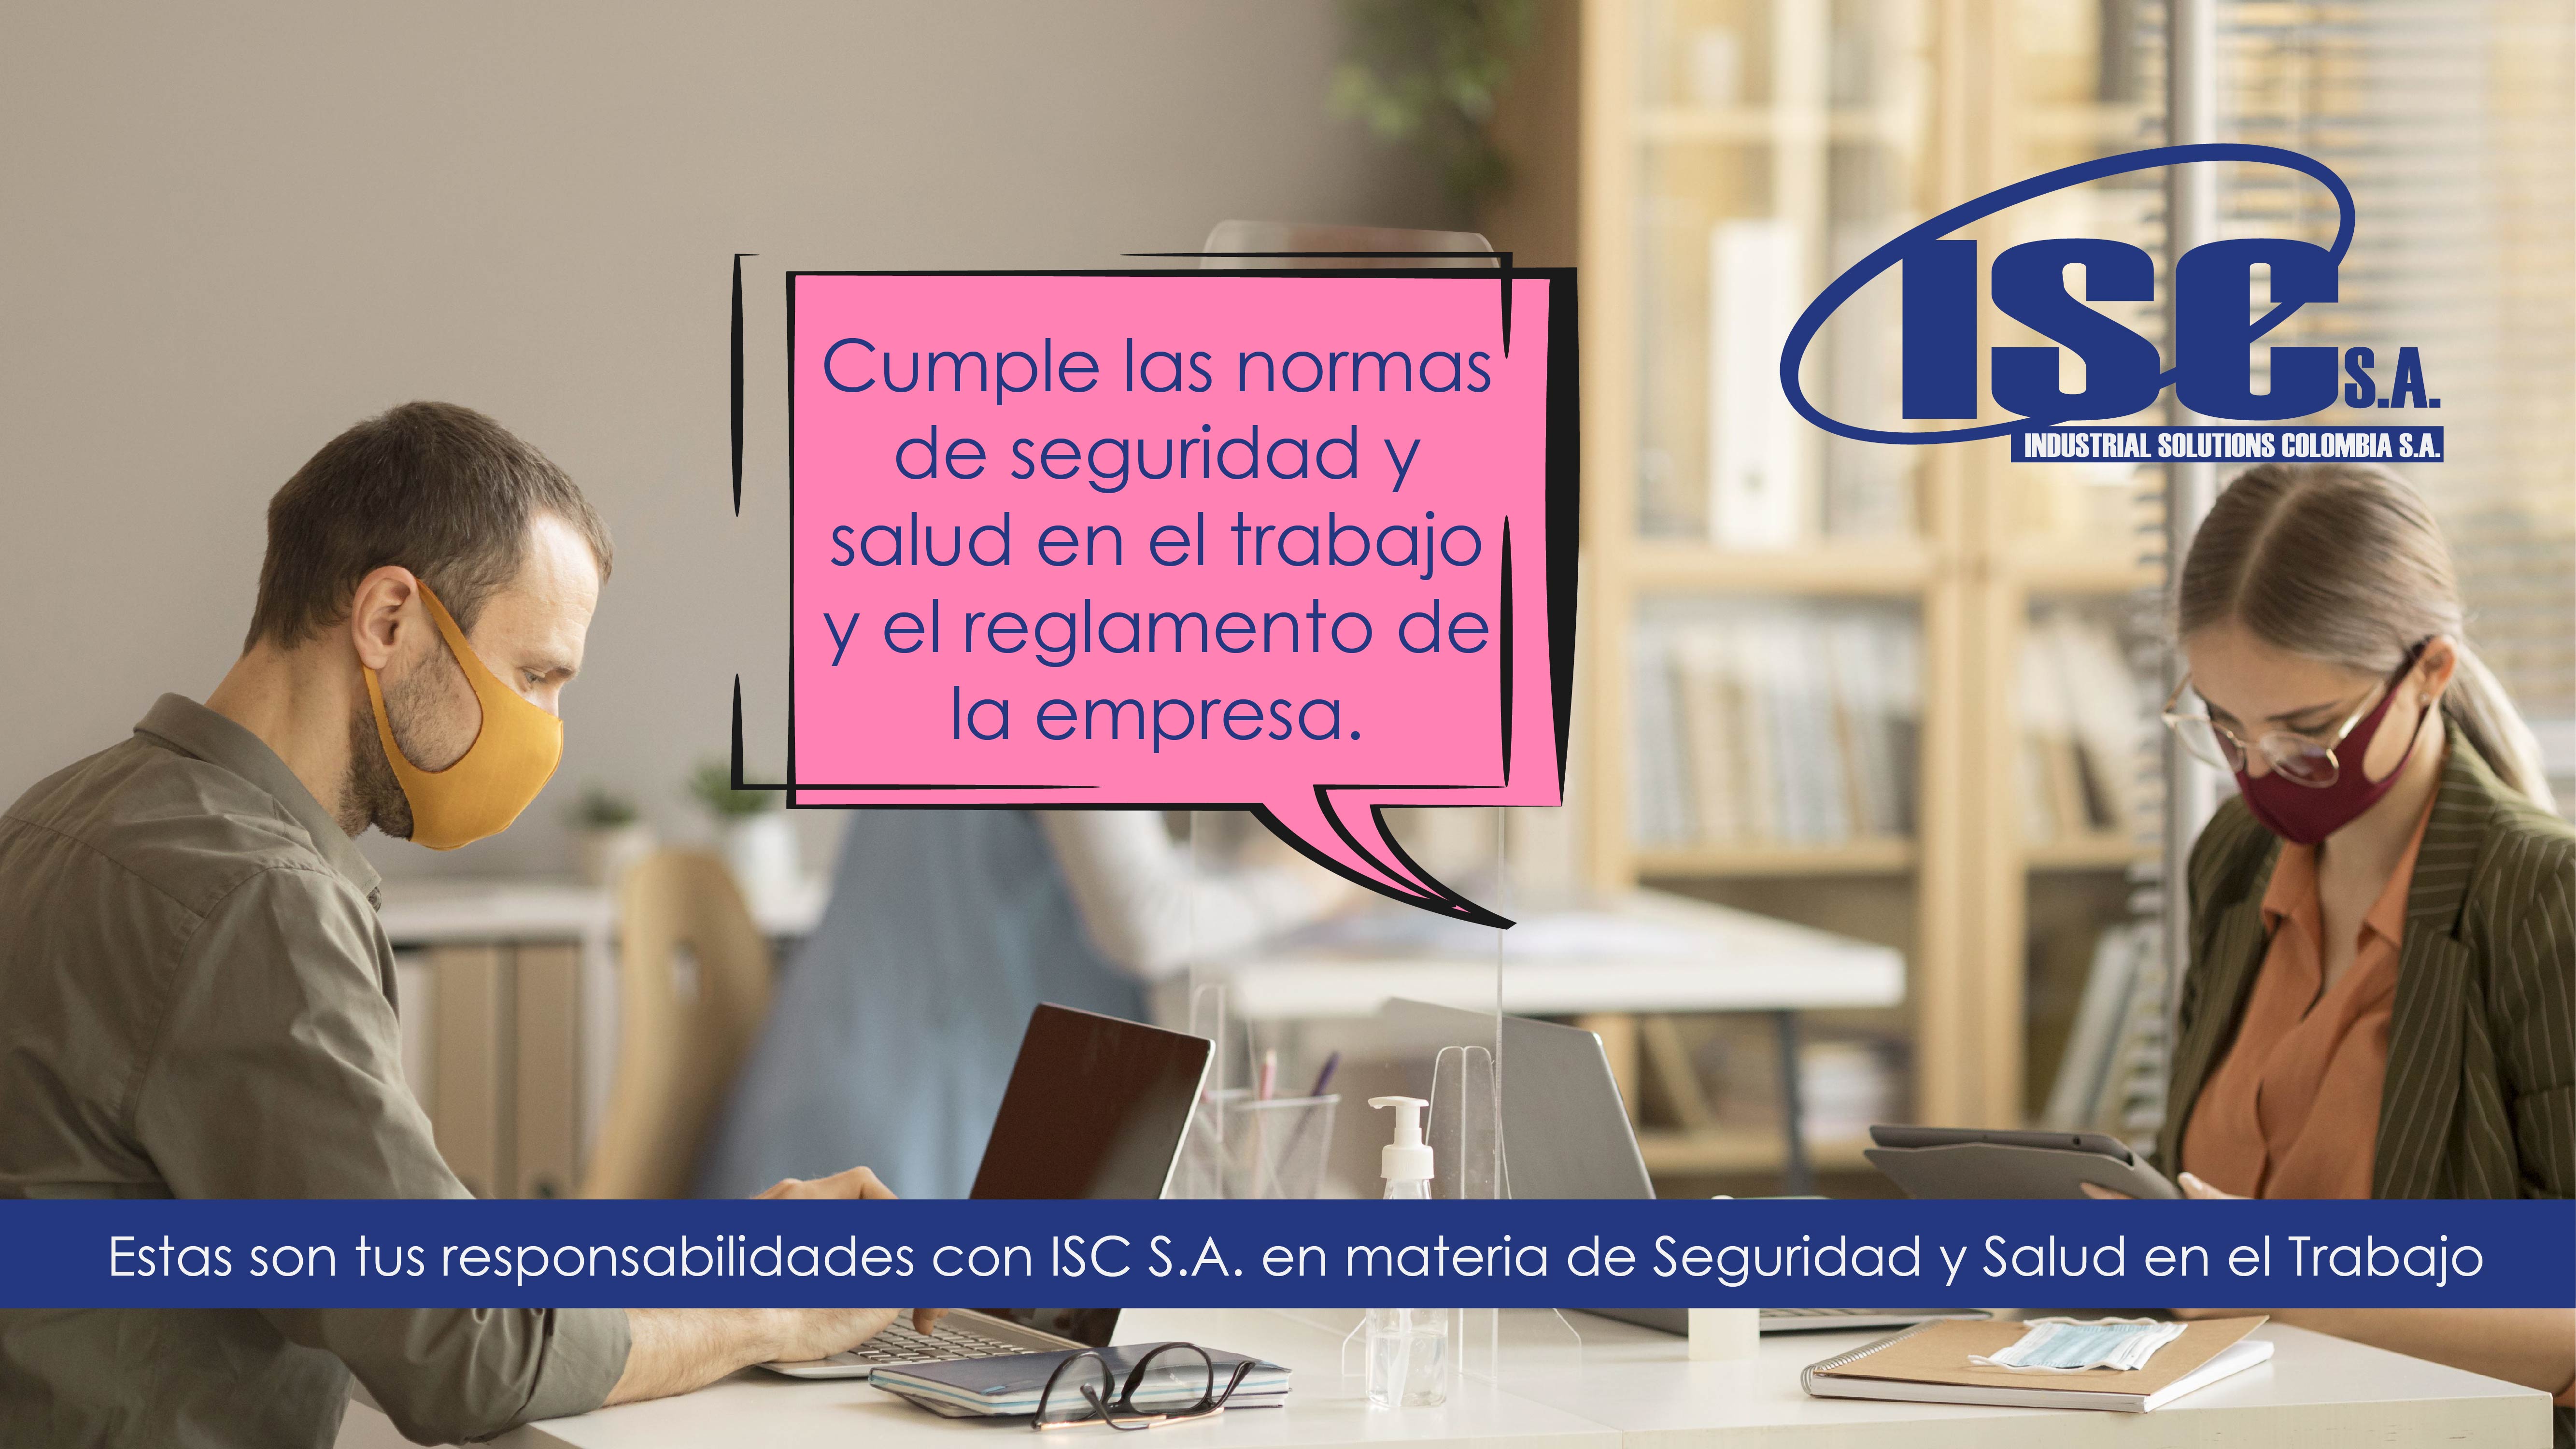 Cumple las normas
de seguridad y
salud en el trabajo
y el reglamento de
la empresa.
ISC S.A.
INDUSTRIAL SOLUTIONS COLOMBIA S.A.
Estas son tus responsabilidades con ISC S.A. en materia de Seguridad y Salud en el Trabajo